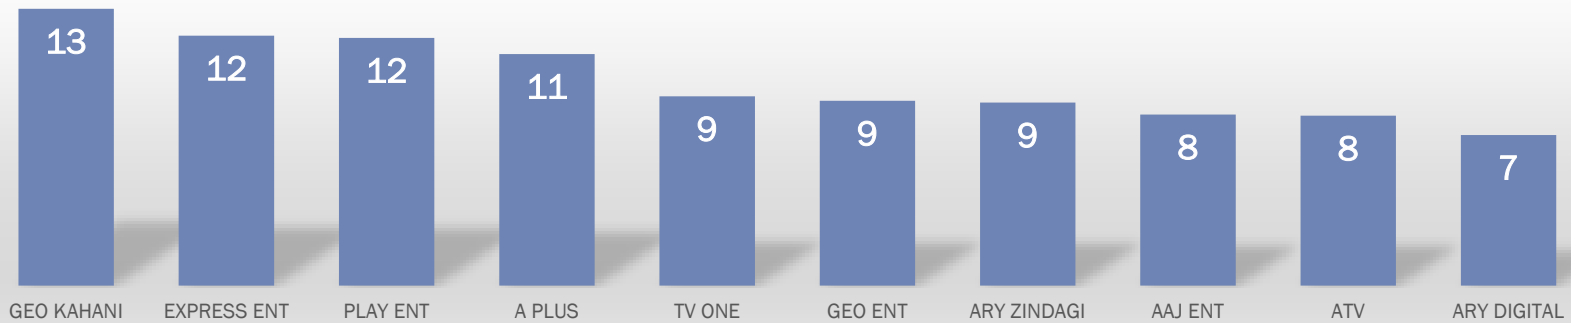 13
12
12
11
9
9
9
8
8
7
GEO KAHANI
EXPRESS ENT
PLAY ENT
A PLUS
TV ONE
GEO ENT
ARY ZINDAGI
AAJ ENT
ATV
ARY DIGITAL